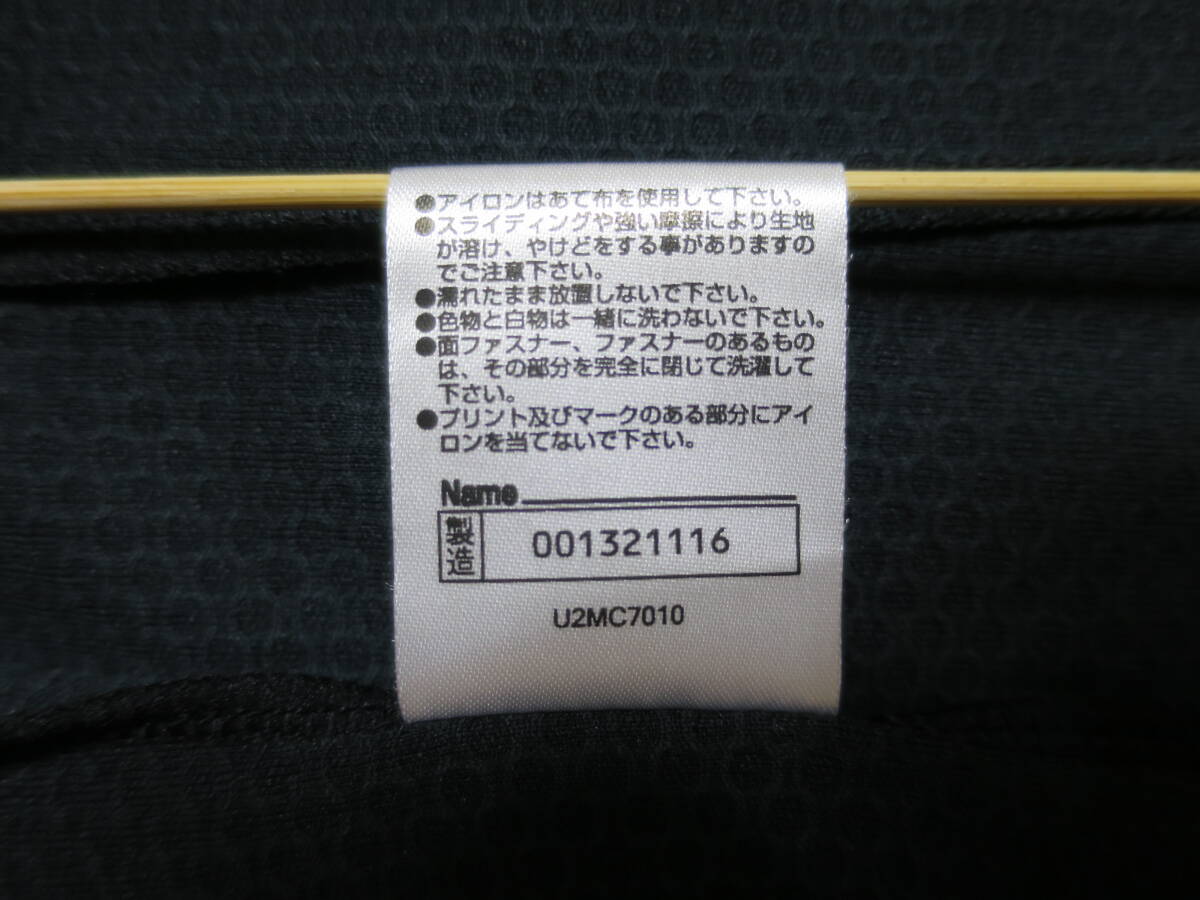 ●アイロンはあて布を使用して下さい。
●スライディングや強い摩擦により生地
が溶け、やけどをする事がありますの
でご注意下さい。
●濡れたまま放置しないで下さい。
●色物と白物は一緒に洗わないで下さい。
●面ファスナー、ファスナーのあるもの
は、その部分を完全に閉じて洗濯して
下さい。
●プリント及びマークのある部分にアイ
ロンを当てないで下さい。
Name
製造 001321116
U2MC7010